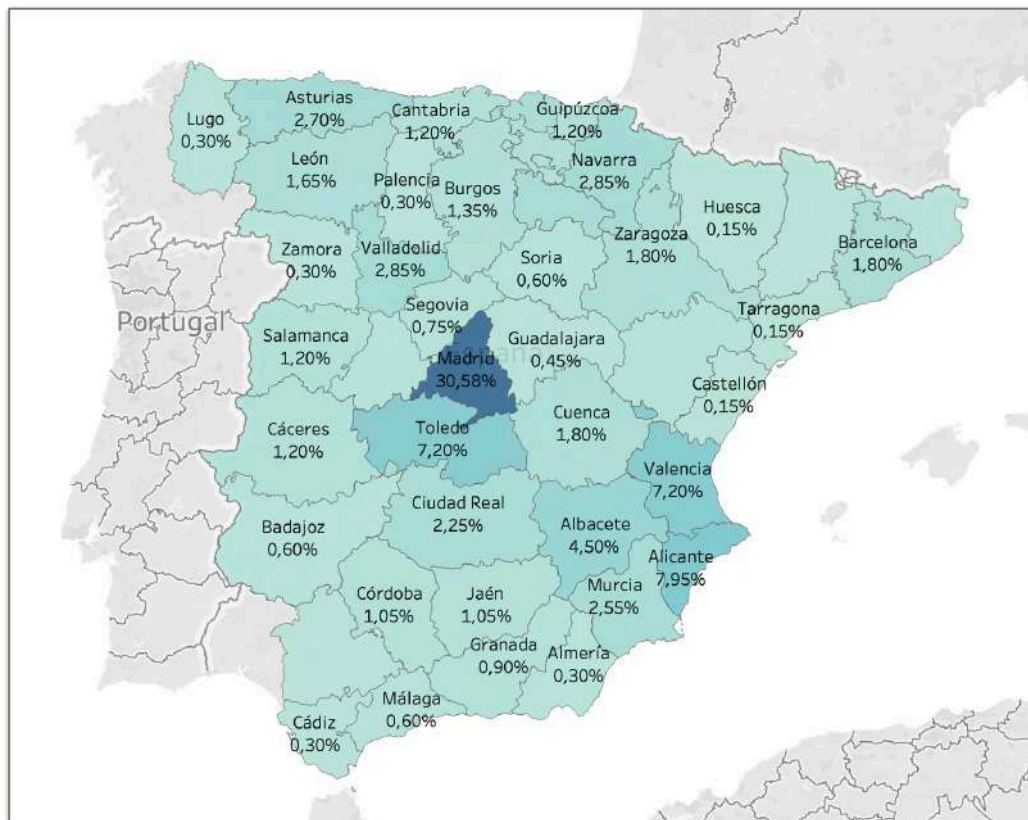 Asturias
2,70%
Cantabria
1,20%
Guipúzcoa
1,20%
Lugo
0,30%
León
1,65%
Palencia
0,30%
Burgos
1,35%
Navarra
2,85%
Huesca
0,15%
Zamora
0,30%
Valladolid
2,85%
Soria
0,60%
Zaragoza
1,80%
Barcelona
1,80%
Portugal
Segovia
0,75%
Tarragona
0,15%
Salamanca
1,20%
Guadalajara
0,45%
Madrid
30,58%
Castellón
0,15%
Cáceres
1,20%
Toledo
7,20%
Cuenca
1,80%
Valencia
7,20%
Badajoz
0,60%
Ciudad Real
2,25%
Albacete
4,50%
Alicante
7,95%
Córdoba
1,05%
Jaén
1,05%
Murcia
2,55%
Granada
0,90%
Almería
0,30%
Málaga
0,60%
Cádiz
0,30%